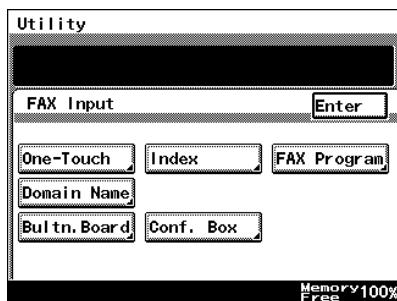 Utility
FAX Input
Enter
One-Touch Index FAX Program
Domain Name
Bultn.Board Conf. Box
Memory Free 100%